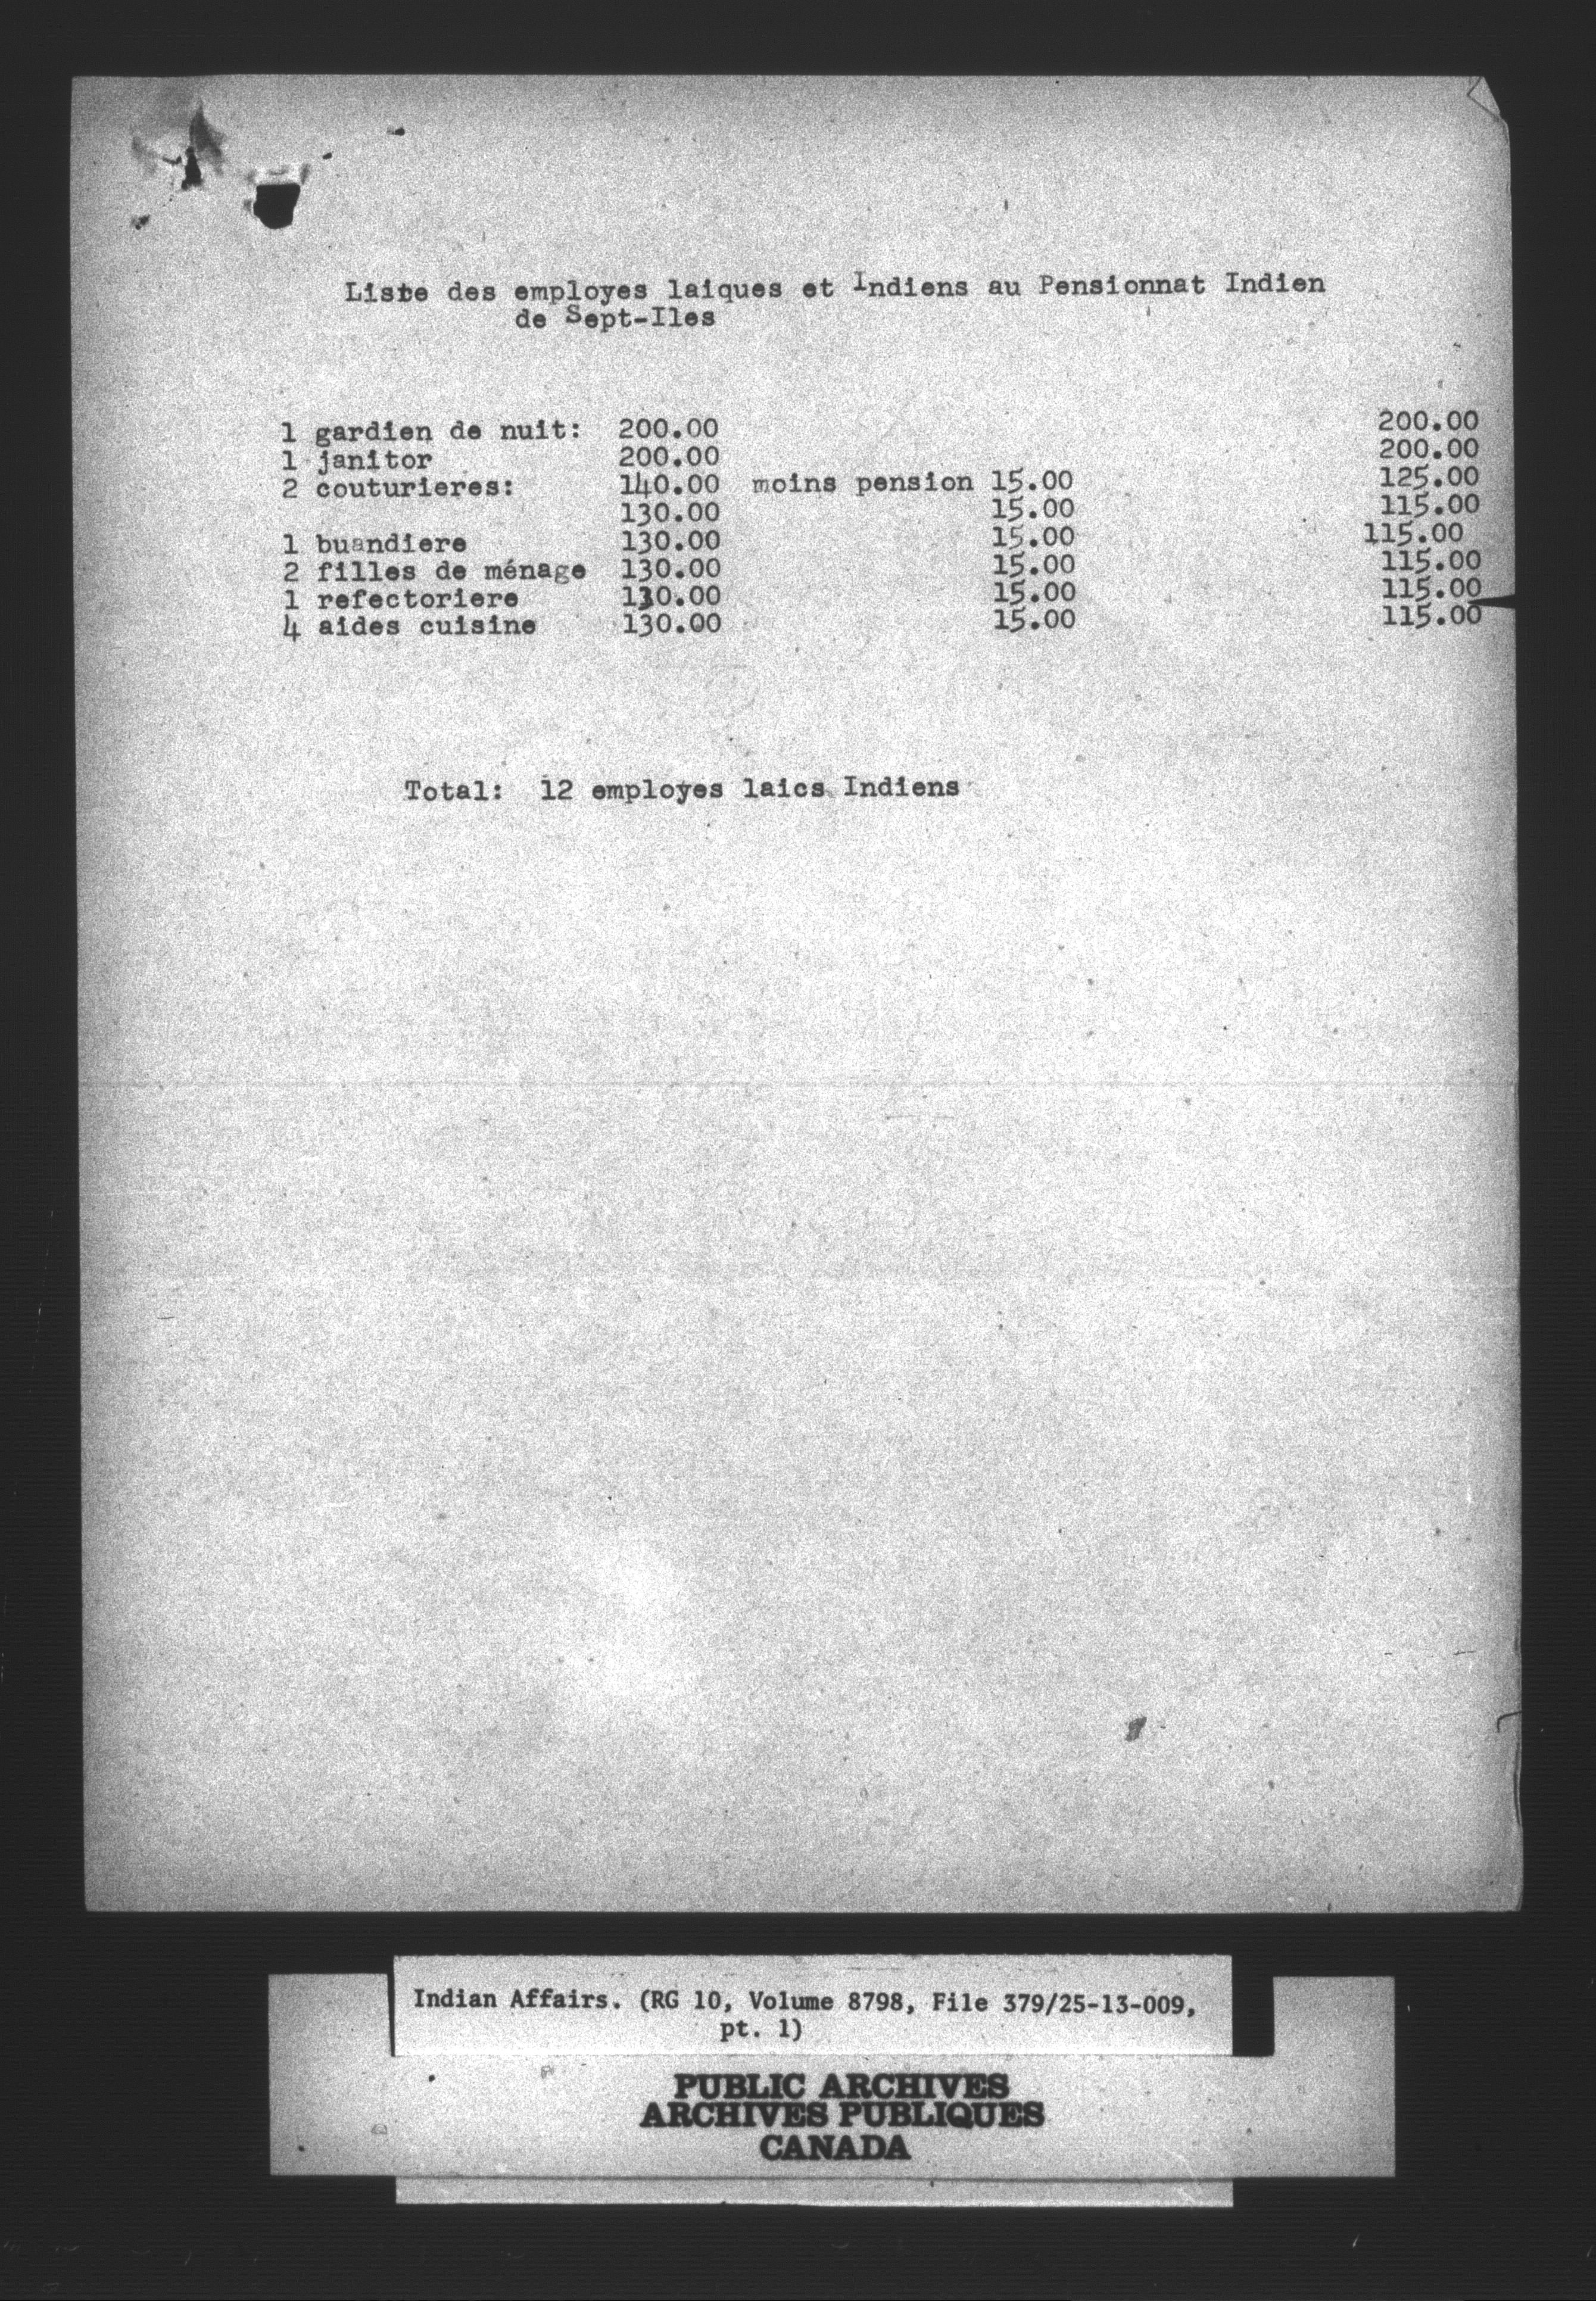 Liste des employes laiques et Indiens au Pensionnat Indien
de Sept-Iles
1 gardien de nuit: 200.00 200.00
1 janitor 200.00 200.00
2 couturieres: 140.00 moins pension 15.00 125.00
130.00 15.00 115.00
1 buandiere 130.00 15.00 115.00
2 filles de ménage 130.00 15.00 115.00
1 refectoriere 130.00 15.00 115.00
4 aides cuisine 130.00 15.00 115.00
Total: 12 employes laics Indiens
Indian Affairs. (RG 10, Volume 8798, File 379/25-13-009,
pt. 1)
PUBLIC ARCHIVES
ARCHIVES PUBLIQUES
CANADA